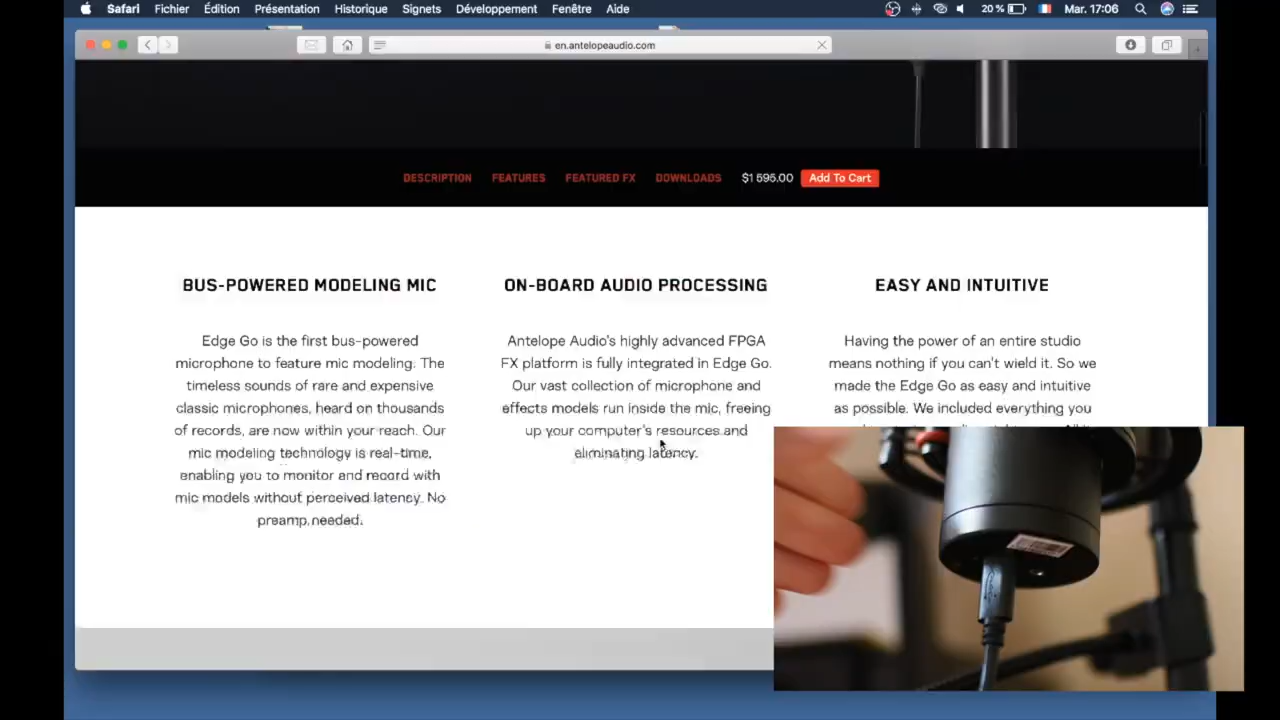 Safari Fichier Édition Présentation Historique Signets Développement Fenêtre Aide 20 % Mar. 17:06
en.antelopeaudio.com
DESCRIPTION FEATURES FEATURED FX DOWNLOADS $1 595.00 Add To Cart
BUS-POWERED MODELING MIC
Edge Go is the first bus-powered
microphone to feature mic modeling. The
timeless sounds of rare and expensive
classic microphones, heard on thousands
of records, are now within your reach. Our
mic modeling technology is real-time,
enabling you to monitor and record with
mic models without perceived latency. No
preamp needed.
ON-BOARD AUDIO PROCESSING
Antelope Audio's highly advanced FPGA
FX platform is fully integrated in Edge Go.
Our vast collection of microphone and
effects models run inside the mic, freeing
up your computer's resources and
eliminating latency.
EASY AND INTUITIVE
Having the power of an entire studio
means nothing if you can't wield it. So we
made the Edge Go as easy and intuitive
as possible. We included everything you